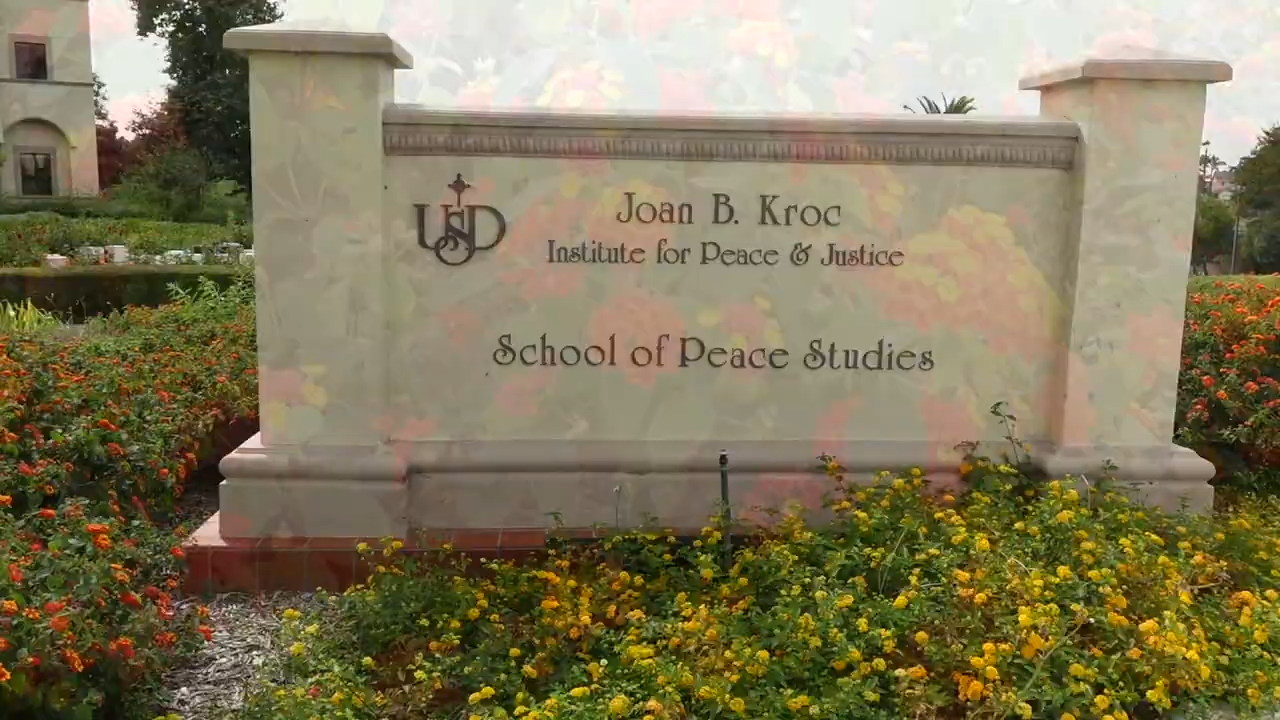 USD
Joan B. Kroc
Institute for Peace & Justice
School of Peace Studies